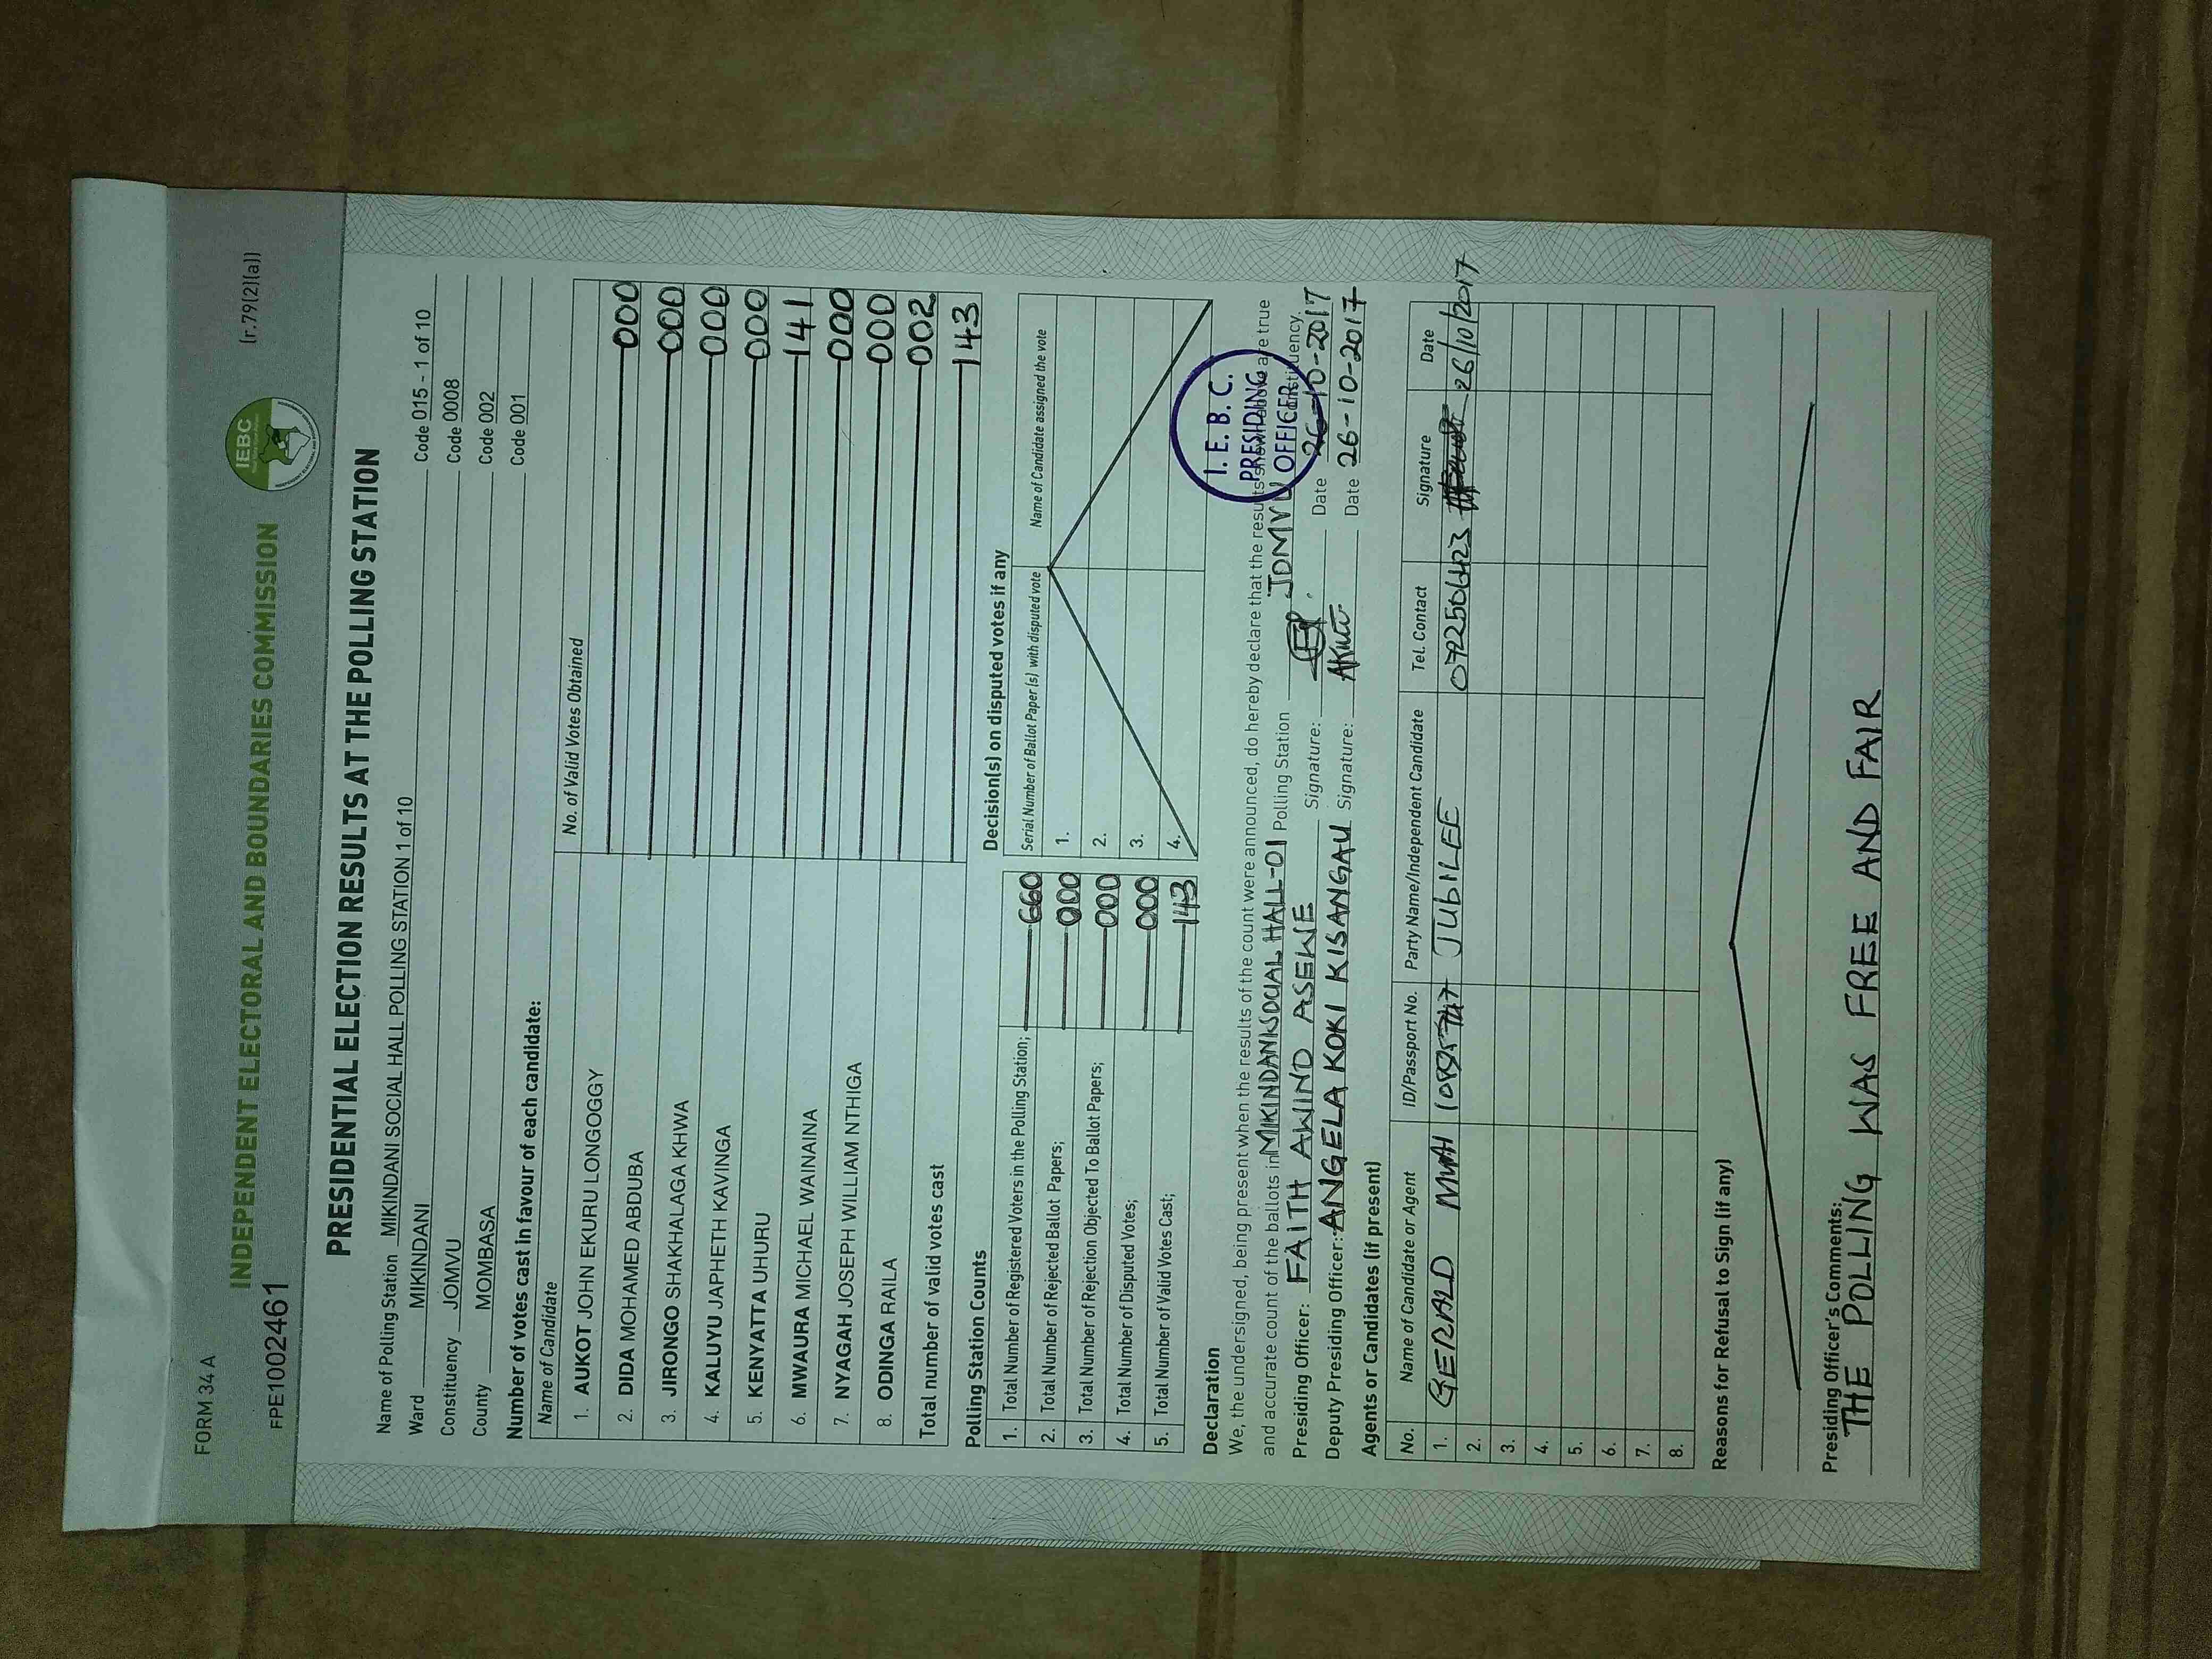 FORM 34 A
(r.79(2)(a))
INDEPENDENT ELECTORAL AND BOUNDARIES COMMISSION
IEBC
FPE1002461
PRESIDENTIAL ELECTION RESULTS AT THE POLLING STATION
Name of Polling Station MIKINDANI SOCIAL HALL POLLING STATION 1 of 10 Code 015 - 1 of 10
Ward MIKINDANI Code 0008
Constituency JOMVU Code 002
County MOMBASA Code 001
Number of votes cast in favour of each candidate:
Name of Candidate No. of Valid Votes Obtained
1. AUKOT JOHN EKURU LONGOGGY 000
2. DIDA MOHAMED ABDUBA 000
3. JIRONGO SHAKHALAGA KHWA 000
4. KALUYU JAPHETH KAVINGA 000
5. KENYATTA UHURU 141
6. MWAURA MICHAEL WAINAINA 000
7. NYAGAH JOSEPH WILLIAM NTHIGA 000
8. ODINGA RAILA 002
Total number of valid votes cast 143
Polling Station Counts
1. Total Number of Registered Voters in the Polling Station; 660
2. Total Number of Rejected Ballot Papers; 000
3. Total Number of Rejection Objected To Ballot Papers; 000
4. Total Number of Disputed Votes; 000
5. Total Number of Valid Votes Cast; 143
Decision(s) on disputed votes if any
Serial Number of Ballot Paper (s) with disputed vote Name of Candidate assigned the vote
1.
2.
3.
4.
Declaration
We, the undersigned, being present when the results of the count were announced, do hereby declare that the results shown above are true
and accurate count of the ballots in MIKINDANI SOCIAL HALL-01 Polling Station JOMVU Constituency.
I. E. B. C.
PRESIDING
OFFICER
Presiding Officer: FAITH AWINO ASEWE Signature: Date 26-10-2017
Deputy Presiding Officer: ANGELA KOKI KISANGAU Signature: Date 26-10-2017
Agents or Candidates (if present)
No. Name of Candidate or Agent ID/Passport No. Party Name/Independent Candidate Tel. Contact Signature Date
1. GERALD JUBILEE 0722506423 26/10/2017
2.
3.
4.
5.
6.
7.
8.
Reasons for Refusal to Sign (if any)
Presiding Officer's Comments:
THE POLLING WAS FREE AND FAIR